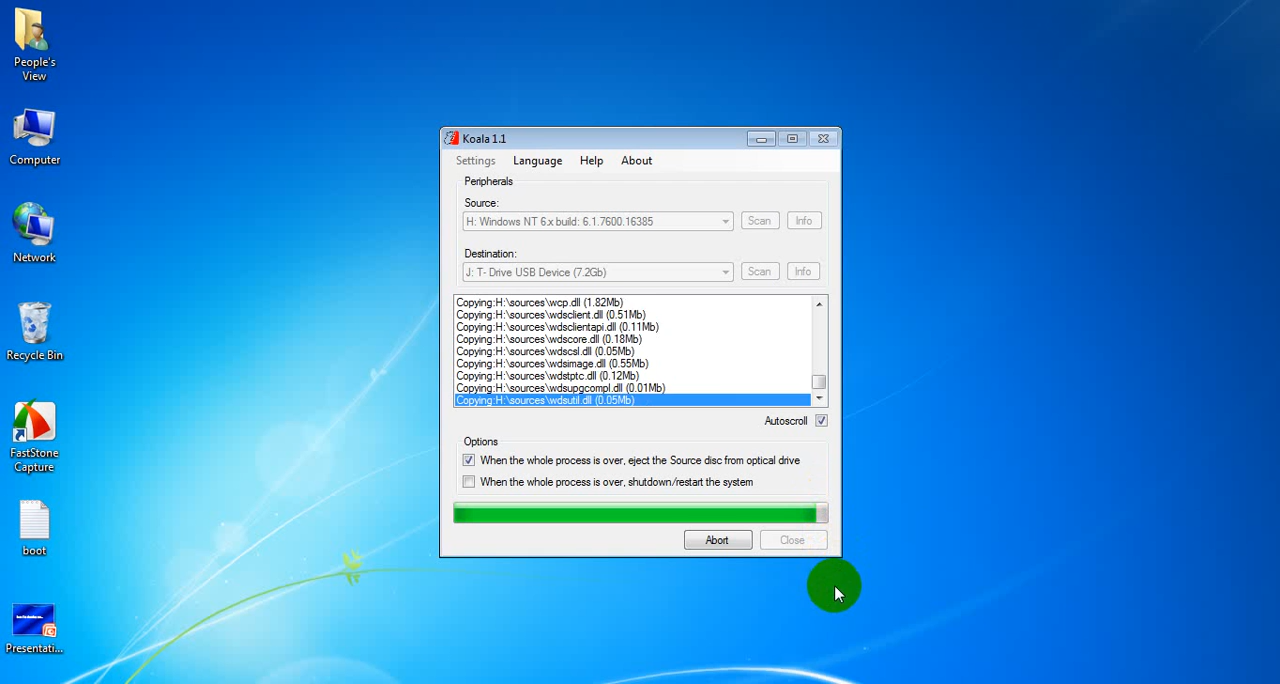 People's
View
Computer
Network
Recycle Bin
FastStone
Capture
boot
Presentati...
Koala 1.1
Settings Language Help About
Peripherals
Source:
H: Windows NT 6.x build: 6.1.7600.16385 Scan Info
Destination:
J: T- Drive USB Device (7.2Gb) Scan Info
Copying:H:\sources\wcp.dll (1.82Mb)
Copying:H:\sources\wdsclient.dll (0.51Mb)
Copying:H:\sources\wdsclientapi.dll (0.11Mb)
Copying:H:\sources\wdscore.dll (0.18Mb)
Copying:H:\sources\wdscsl.dll (0.05Mb)
Copying:H:\sources\wdsimage.dll (0.55Mb)
Copying:H:\sources\wdstptc.dll (0.12Mb)
Copying:H:\sources\wdsupgcompl.dll (0.01Mb)
Copying:H:\sources\wdsutil.dll (0.05Mb)
Autoscroll
Options
When the whole process is over, eject the Source disc from optical drive
When the whole process is over, shutdown/restart the system
Abort Close